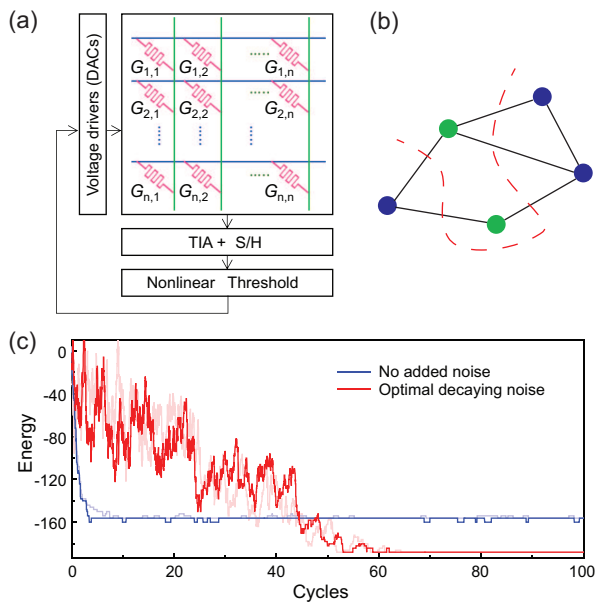 (a)
Voltage drivers (DACs)
G1,1 G1,2 ..... G1,n
G2,1 G2,2 ..... G2,n
Gn,1 Gn,2 ..... Gn,n
TIA + S/H
Nonlinear Threshold
(b)
(c)
No added noise
Optimal decaying noise
Energy
0
-40
-80
-120
-160
0 20 40 60 80 100
Cycles